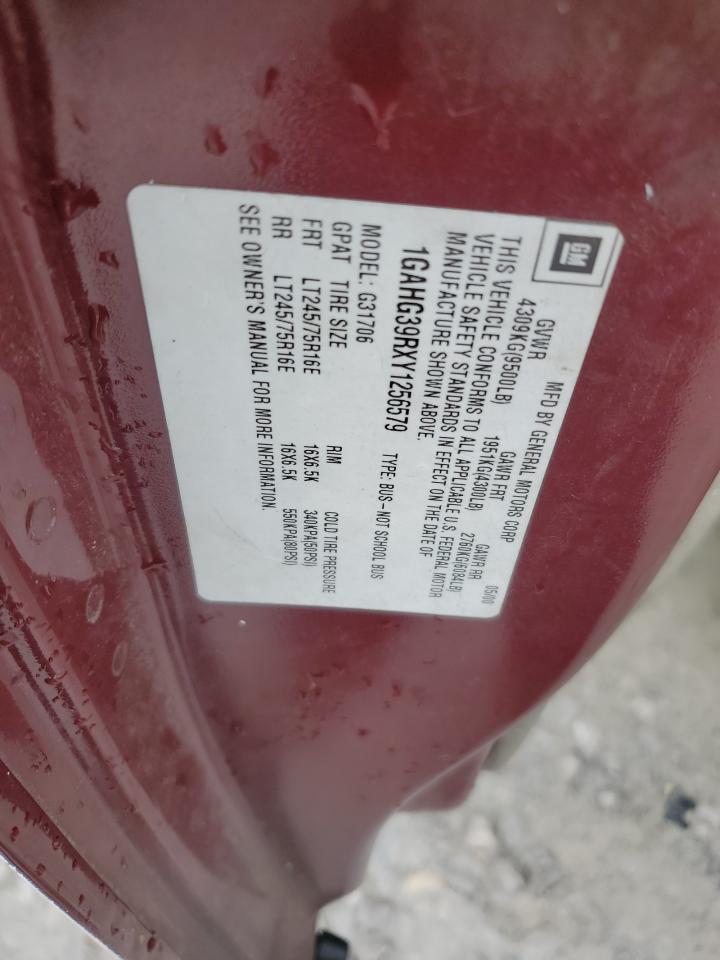 GM
MFD BY GENERAL MOTORS CORP 05/00
GVWR GAWR FRT GAWR RR
4309KG(9500LB) 1951KG(4300LB) 2760KG(6084LB)
THIS VEHICLE CONFORMS TO ALL APPLICABLE U.S. FEDERAL MOTOR
VEHICLE SAFETY STANDARDS IN EFFECT ON THE DATE OF
MANUFACTURE SHOWN ABOVE.
1GAHG39RXY1256579 TYPE: BUS-NOT SCHOOL BUS
MODEL: G31706
GPAT TIRE SIZE RIM COLD TIRE PRESSURE
FRT LT245/75R16E 16X6.5K 340KPA(50PSI)
RR LT245/75R16E 16X6.5K 550KPA(80PSI)
SEE OWNER'S MANUAL FOR MORE INFORMATION.